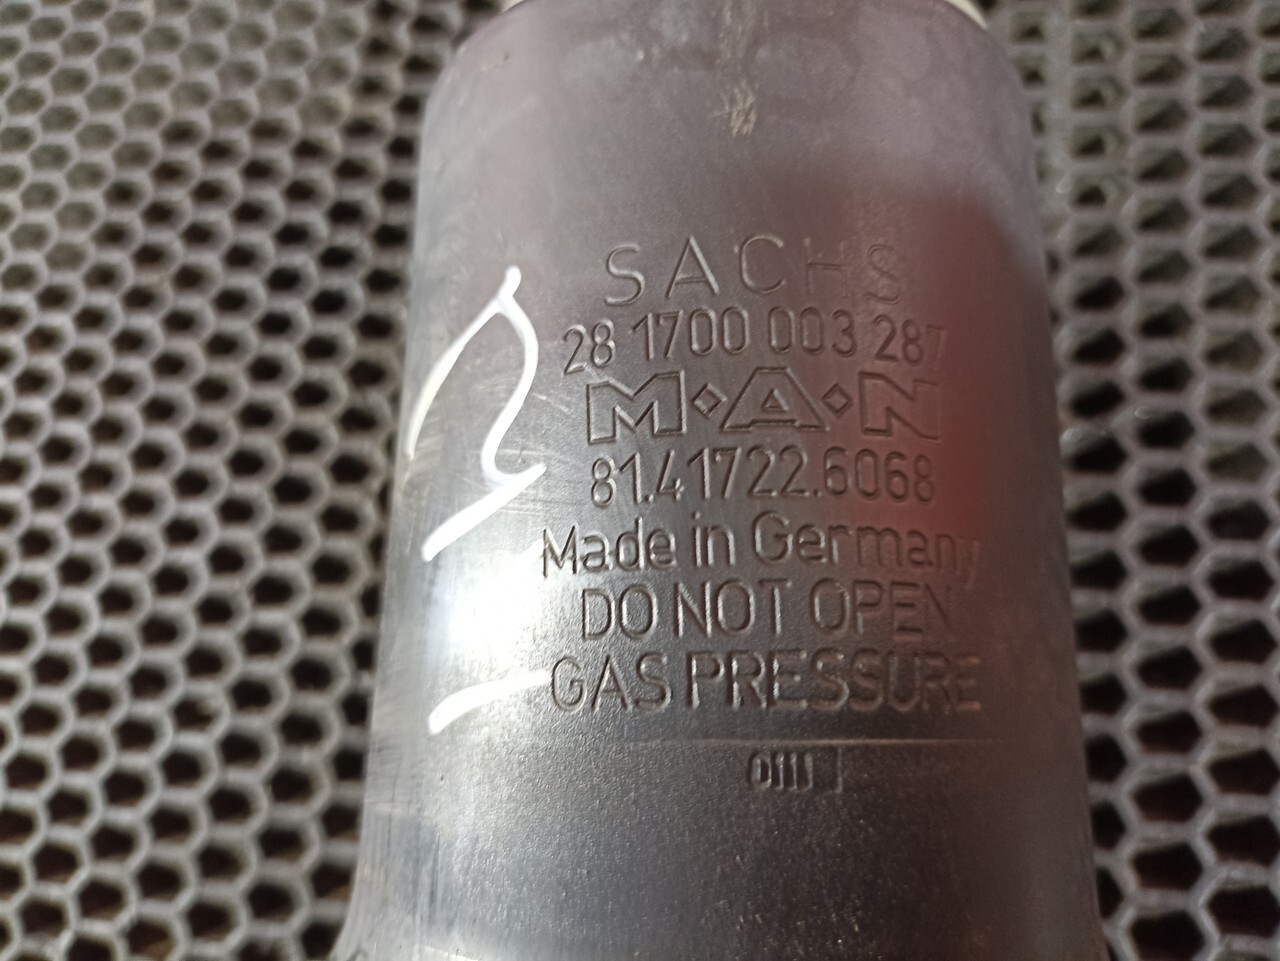 SACHS
28 1700 003 287
M·A·N
81.41722.6068
Made in Germany
DO NOT OPEN
GAS PRESSURE